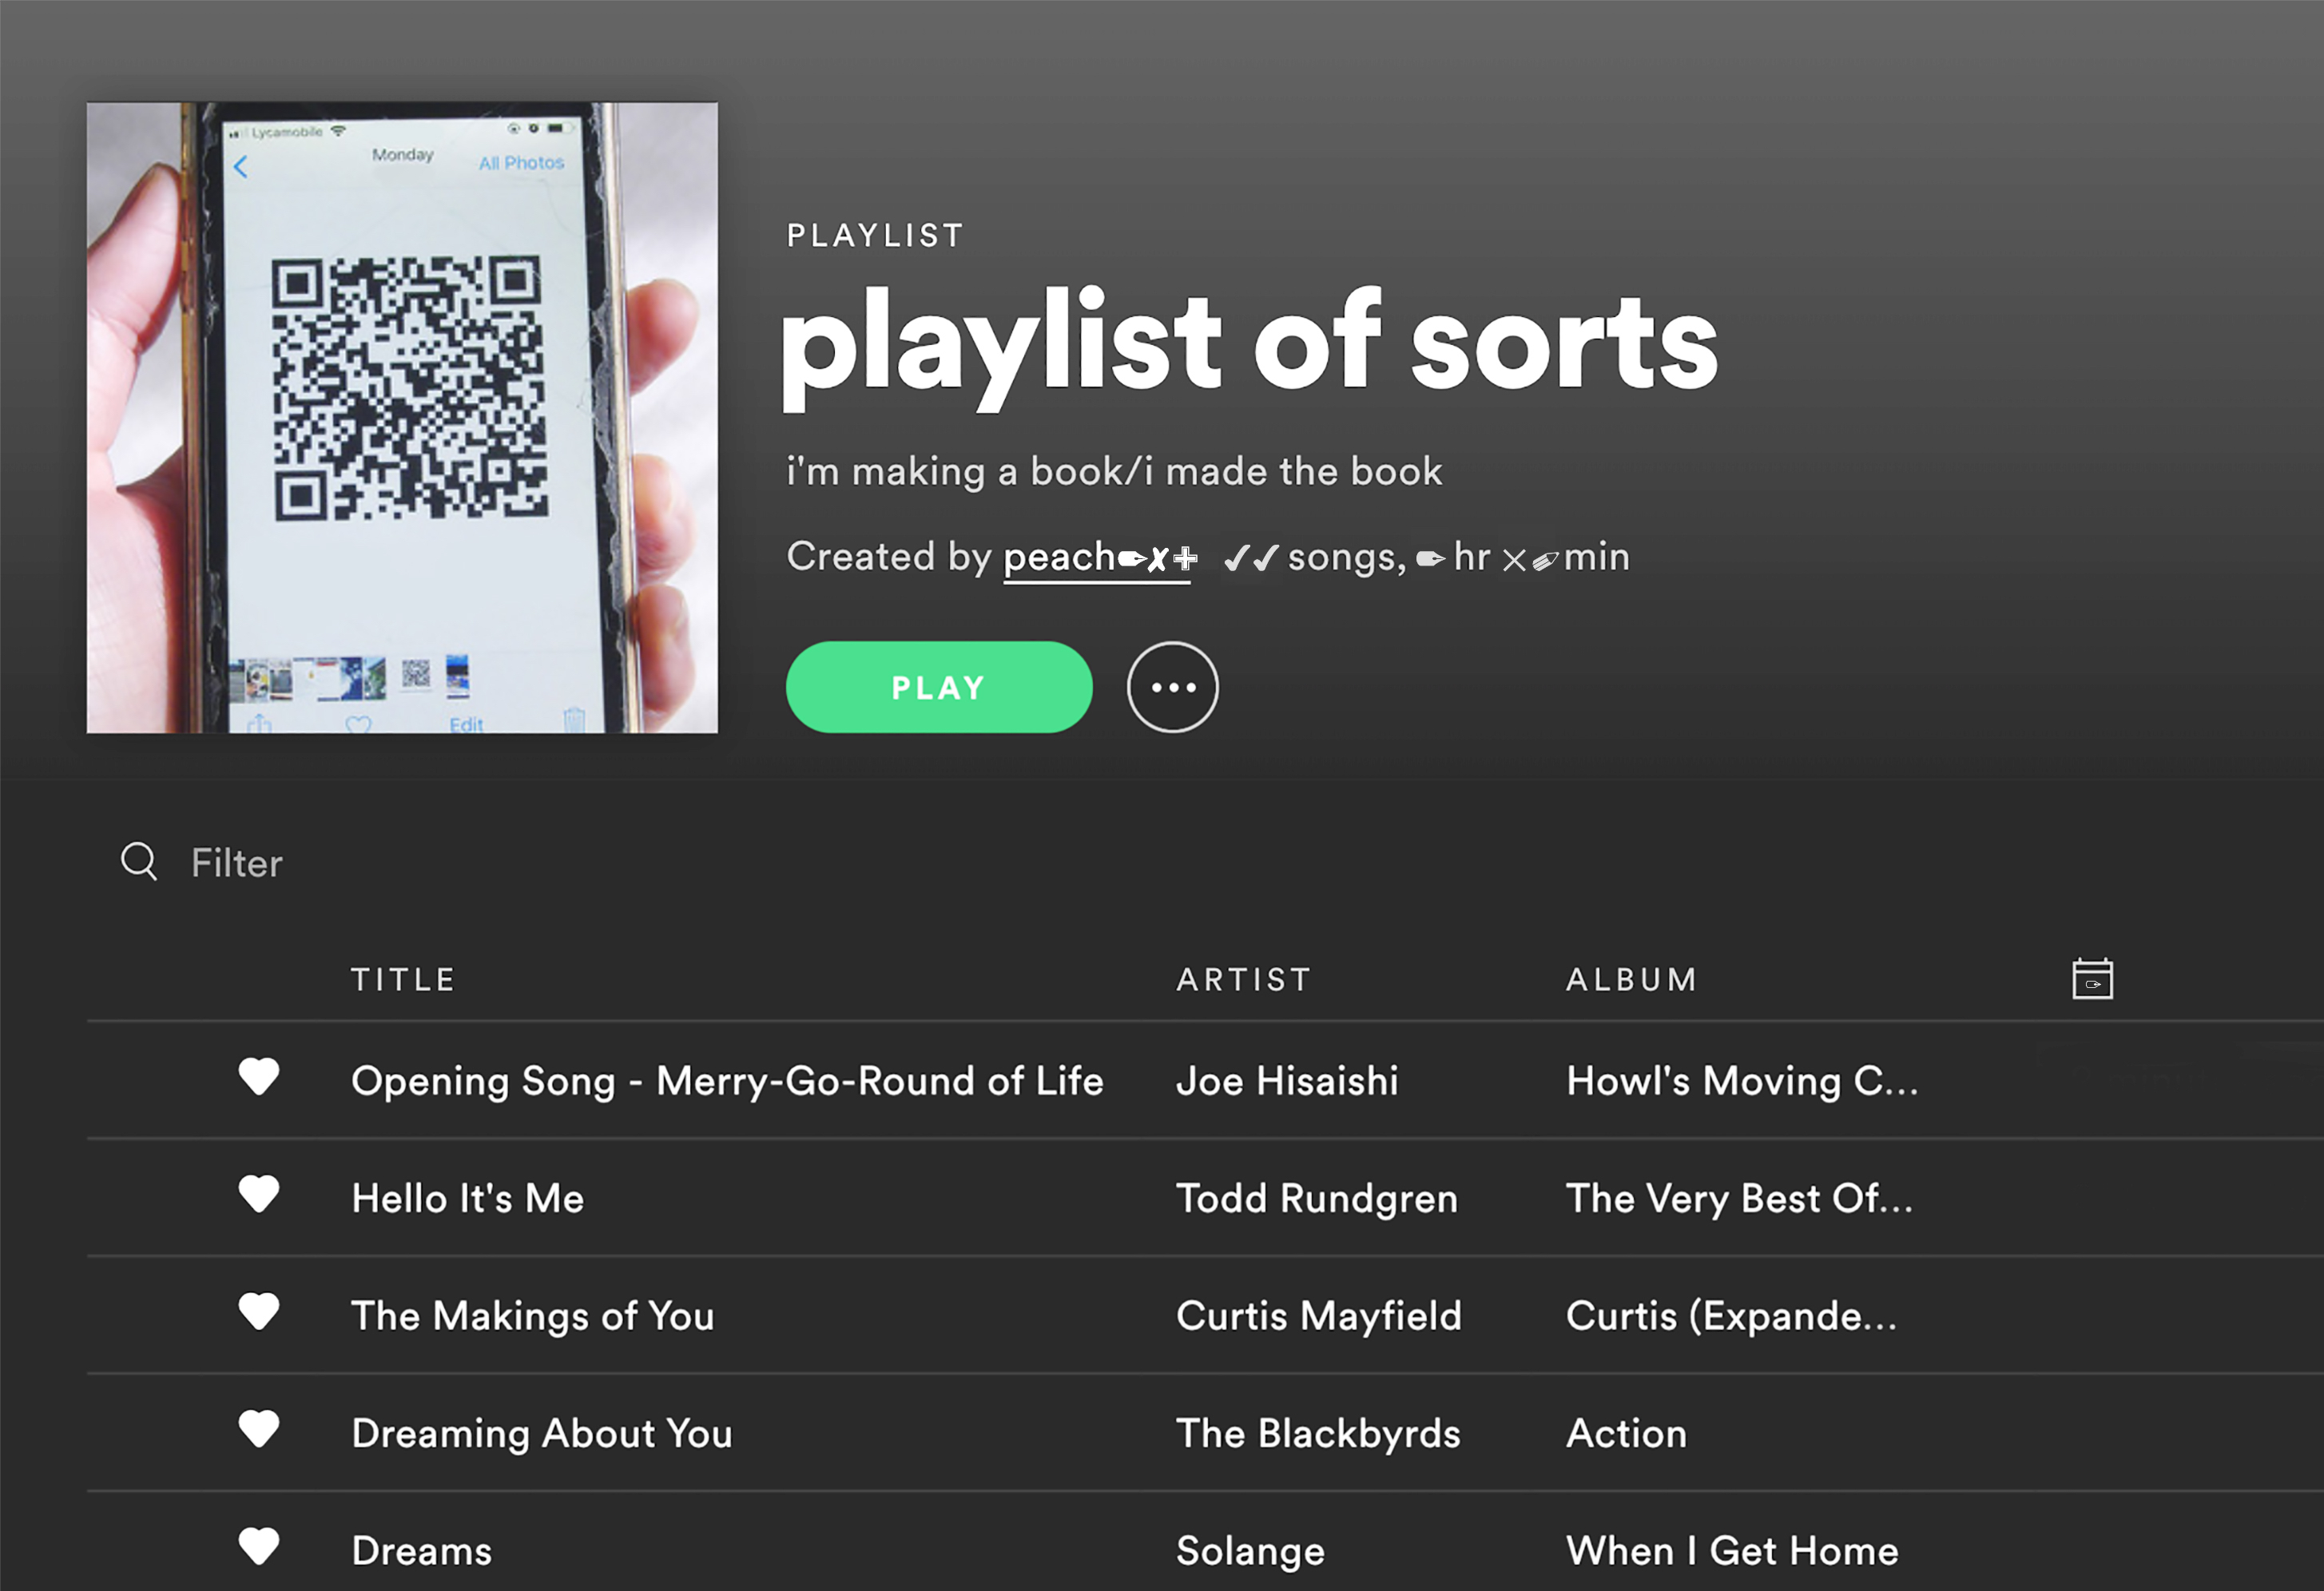 Lycamobile
Monday
All Photos
Edit
PLAYLIST
playlist of sorts
i'm making a book/i made the book
Created by peach✒✗✚ ✓✓ songs, ✒ hr ✕✐ min
PLAY
Filter
TITLE ARTIST ALBUM
Opening Song - Merry-Go-Round of Life Joe Hisaishi Howl's Moving C...
Hello It's Me Todd Rundgren The Very Best Of...
The Makings of You Curtis Mayfield Curtis (Expande...
Dreaming About You The Blackbyrds Action
Dreams Solange When I Get Home